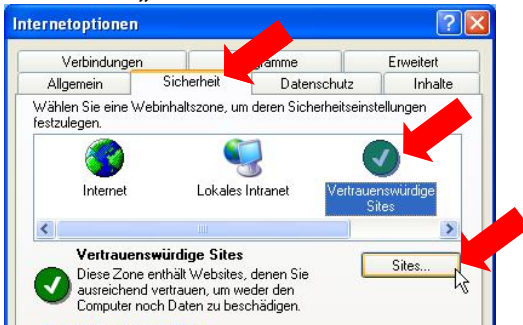 „
Internetoptionen
Verbindungen
Erweitert
Allgemein Sicherheit Datenschutz Inhalte
Wählen Sie eine Webinhaltszone, um deren Sicherheitseinstellungen
festzulegen.
Internet Lokales Intranet Vertrauenswürdige
Sites
Vertrauenswürdige Sites
Diese Zone enthält Websites, denen Sie
ausreichend vertrauen, um weder den
Computer noch Daten zu beschädigen.
Sites...